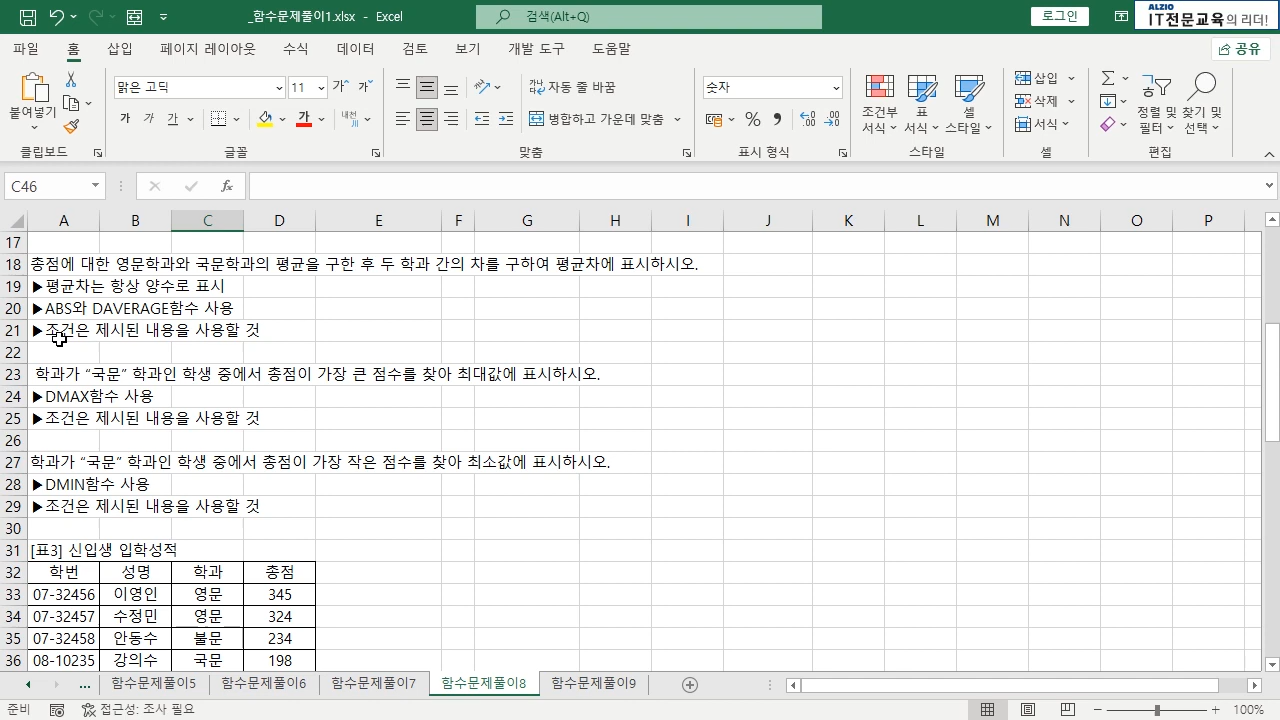 _함수문제풀이1.xlsx - Excel
검색(Alt+Q)
로그인
ALZIO
IT전문교육의 리더!
파일 홈 삽입 페이지 레이아웃 수식 데이터 검토 보기 개발 도구 도움말
공유
붙여넣기
클립보드
맑은 고딕 11 가 가
가 가 가 가 내천
글꼴
자동 줄 바꿈
병합하고 가운데 맞춤
맞춤
숫자
표시 형식
조건부 서식
표 서식
셀 스타일
스타일
삽입
삭제
서식
셀
정렬 및 필터
찾기 및 선택
편집
C46
fx
A B C D E F G H I J K L M N O P
17
18 총점에 대한 영문학과와 국문학과의 평균을 구한 후 두 학과 간의 차를 구하여 평균차에 표시하시오.
19 ▶평균차는 항상 양수로 표시
20 ▶ABS와 DAVERAGE함수 사용
21 ▶조건은 제시된 내용을 사용할 것
22
23 학과가 “국문” 학과인 학생 중에서 총점이 가장 큰 점수를 찾아 최대값에 표시하시오.
24 ▶DMAX함수 사용
25 ▶조건은 제시된 내용을 사용할 것
26
27 학과가 “국문” 학과인 학생 중에서 총점이 가장 작은 점수를 찾아 최소값에 표시하시오.
28 ▶DMIN함수 사용
29 ▶조건은 제시된 내용을 사용할 것
30
31 [표3] 신입생 입학성적
32 학번 성명 학과 총점
33 07-32456 이영인 영문 345
34 07-32457 수정민 영문 324
35 07-32458 안동수 불문 234
36 08-10235 강의수 국문 198
... 함수문제풀이5 함수문제풀이6 함수문제풀이7 함수문제풀이8 함수문제풀이9
준비 접근성: 조사 필요 100%